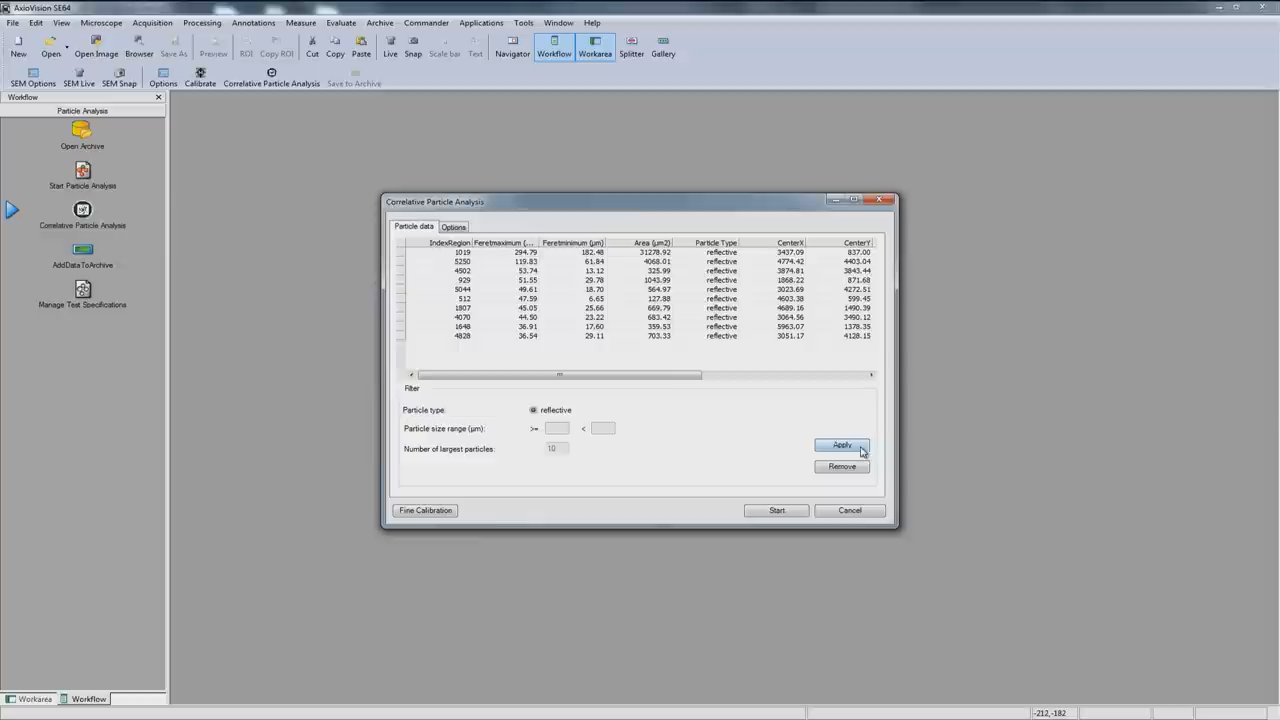 AxioVision SE64
File Edit View Microscope Acquisition Processing Annotations Measure Evaluate Archive Commander Applications Tools Window Help
New Open Open Image Browser Save As Preview ROI Copy ROI Cut Copy Paste Live Snap Scale bar Text Navigator Workflow Workarea Splitter Gallery
SEM Options SEM Live SEM Snap Options Calibrate Correlative Particle Analysis Save to Archive
Workflow
Particle Analysis
Open Archive
Start Particle Analysis
Correlative Particle Analysis
AddDataToArchive
Manage Test Specifications
Correlative Particle Analysis
Particle data Options
IndexRegion Feretmaximum (... Feretminimum (µm) Area (µm2) Particle Type CenterX CenterY
1019 294.79 182.48 31278.92 reflective 3437.09 837.00
5250 119.83 61.84 4068.01 reflective 4774.42 4403.04
4502 53.74 13.12 325.99 reflective 3874.81 3843.44
929 51.55 29.78 1043.99 reflective 1868.22 871.68
5044 49.61 18.70 564.97 reflective 3023.69 4272.51
512 47.59 6.65 127.88 reflective 4603.38 599.45
1807 45.05 25.66 669.79 reflective 4689.16 1490.39
4070 44.50 23.22 683.42 reflective 3064.56 3490.12
1648 36.91 17.60 359.53 reflective 5963.07 1378.35
4828 36.54 29.11 703.33 reflective 3051.17 4128.15
Filter
Particle type: reflective
Particle size range (µm): >= <
Number of largest particles: 10
Apply
Remove
Fine Calibration Start Cancel
Workarea Workflow
-212,-182